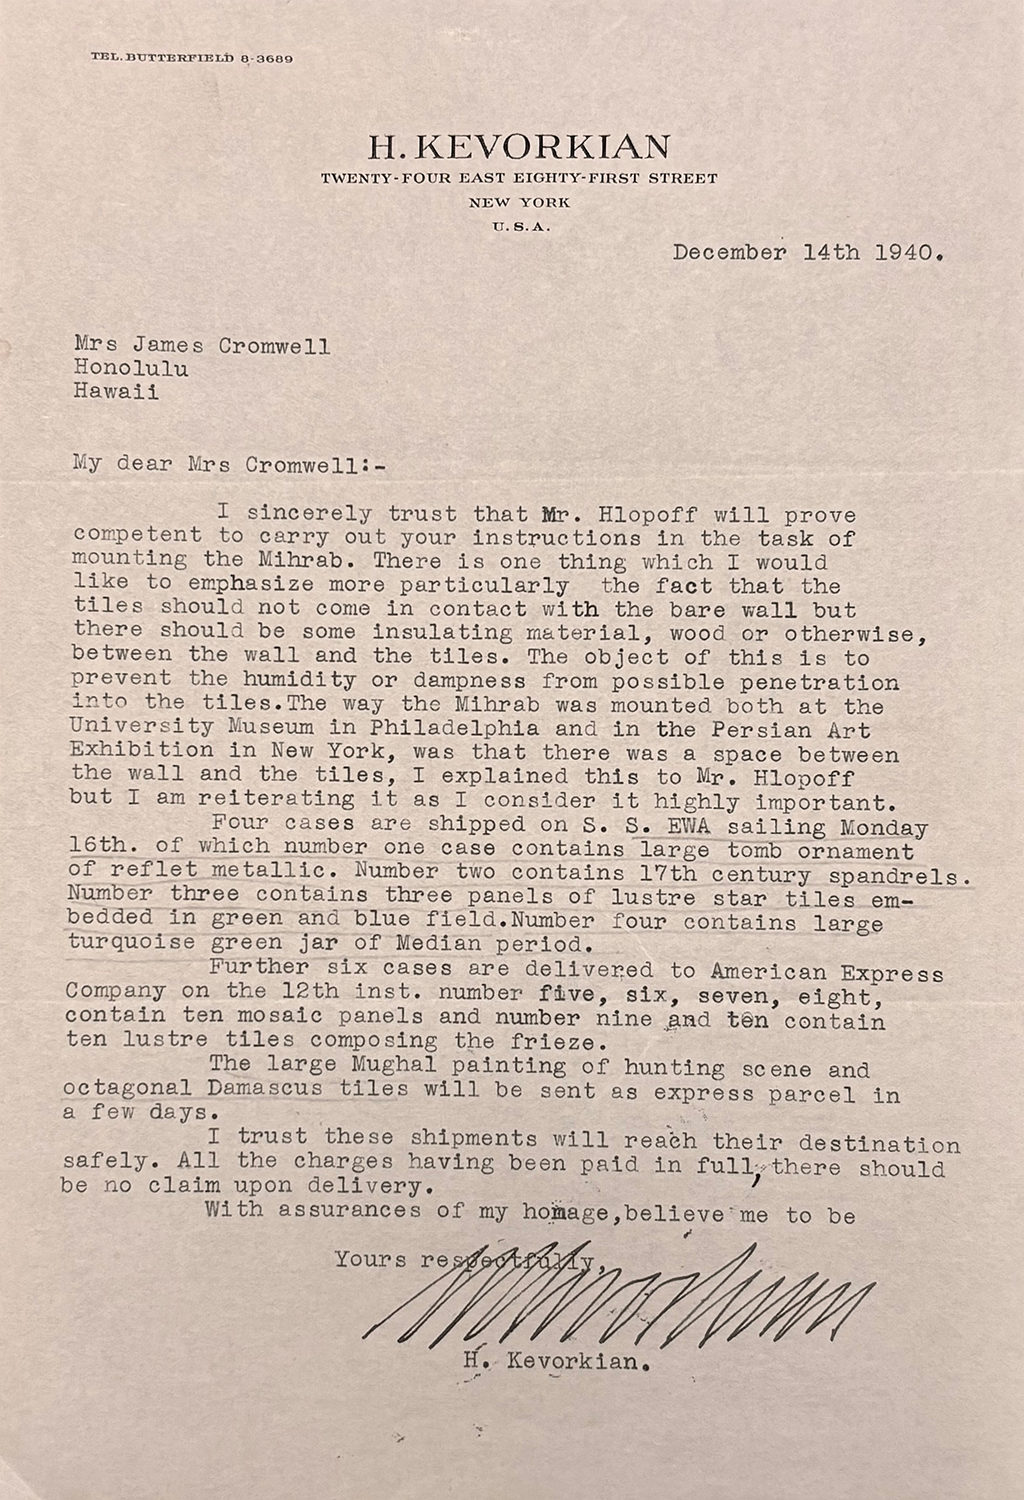 TEL. BUTTERFIELD 8-3689
H. KEVORKIAN
TWENTY-FOUR EAST EIGHTY-FIRST STREET
NEW YORK
U.S.A.
December 14th 1940.
Mrs James Cromwell
Honolulu
Hawaii
My dear Mrs Cromwell:-
I sincerely trust that Mr. Hlopoff will prove
competent to carry out your instructions in the task of
mounting the Mihrab. There is one thing which I would
like to emphasize more particularly the fact that the
tiles should not come in contact with the bare wall but
there should be some insulating material, wood or otherwise,
between the wall and the tiles. The object of this is to
prevent the humidity or dampness from possible penetration
into the tiles.The way the Mihrab was mounted both at the
University Museum in Philadelphia and in the Persian Art
Exhibition in New York, was that there was a space between
the wall and the tiles, I explained this to Mr. Hlopoff
but I am reiterating it as I consider it highly important.
Four cases are shipped on S. S. EWA sailing Monday
16th. of which number one case contains large tomb ornament
of reflet metallic. Number two contains 17th century spandrels.
Number three contains three panels of lustre star tiles em-
bedded in green and blue field.Number four contains large
turquoise green jar of Median period.
Further six cases are delivered to American Express
Company on the 12th inst. number five, six, seven, eight,
contain ten mosaic panels and number nine and ten contain
ten lustre tiles composing the frieze.
The large Mughal painting of hunting scene and
octagonal Damascus tiles will be sent as express parcel in
a few days.
I trust these shipments will reach their destination
safely. All the charges having been paid in full, there should
be no claim upon delivery.
With assurances of my homage,believe me to be
Yours respectfully,
H. Kevorkian
H. Kevorkian.